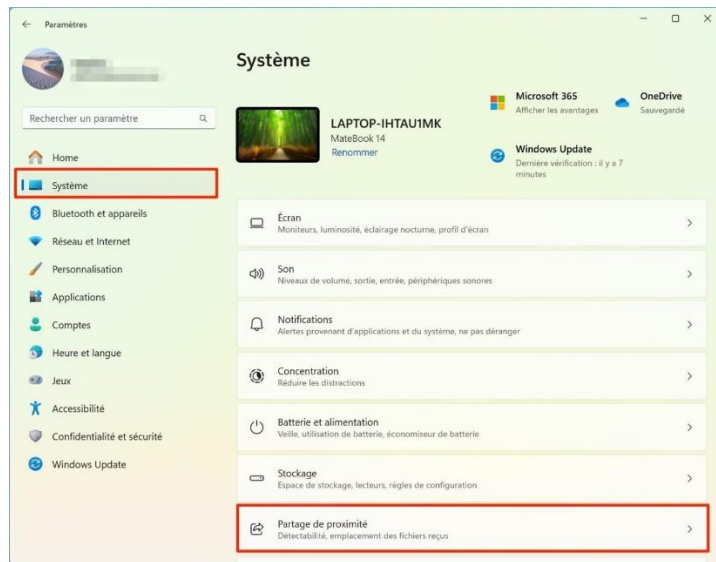 Paramètres
Rechercher un paramètre
Home
Système
Bluetooth et appareils
Réseau et Internet
Personnalisation
Applications
Comptes
Heure et langue
Jeux
Accessibilité
Confidentialité et sécurité
Windows Update
Système
LAPTOP-IHTAU1MK
MateBook 14
Renommer
Microsoft 365
Afficher les avantages
OneDrive
Sauvegardé
Windows Update
Dernière vérification : il y a 7
minutes
Écran
Moniteurs, luminosité, éclairage nocturne, profil d'écran
Son
Niveaux de volume, sortie, entrée, périphériques sonores
Notifications
Alertes provenant d'applications et du système, ne pas déranger
Concentration
Réduire les distractions
Batterie et alimentation
Veille, utilisation de batterie, économiseur de batterie
Stockage
Espace de stockage, lecteurs, règles de configuration
Partage de proximité
Détectabilité, emplacement des fichiers reçus